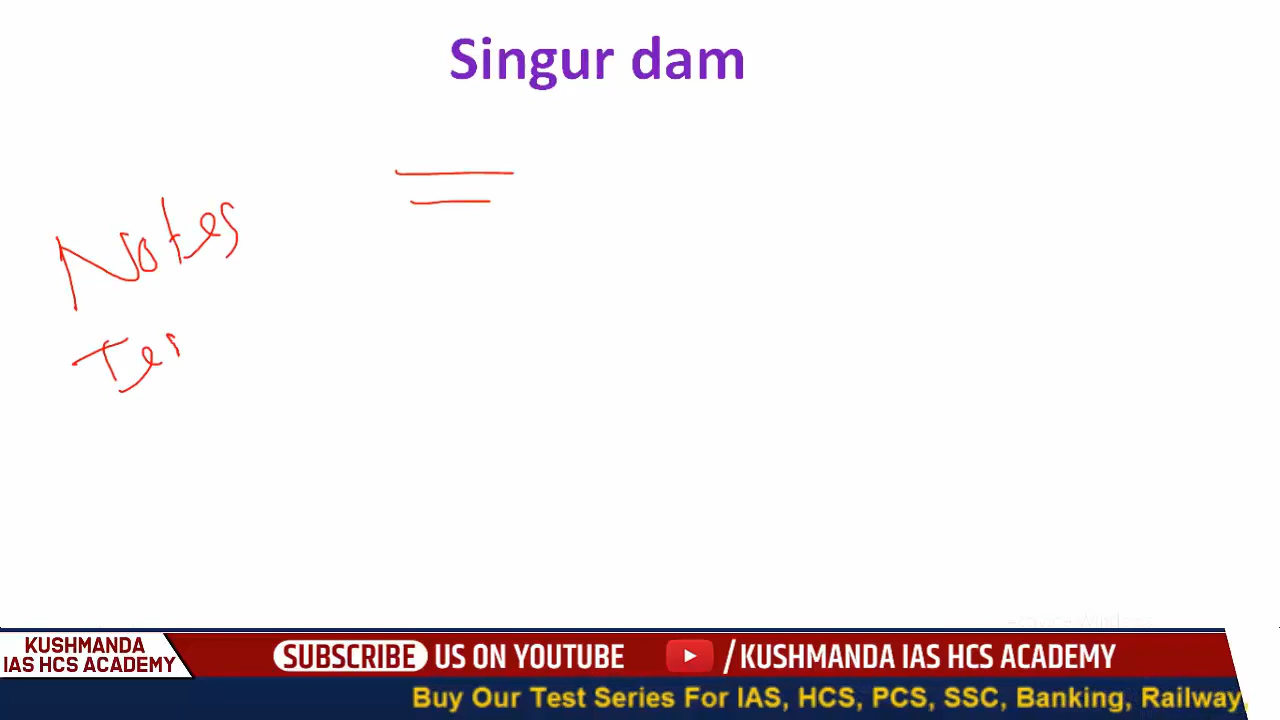 Singur dam
Notes
Tes
KUSHMANDA
IAS HCS ACADEMY
SUBSCRIBE US ON YOUTUBE
/KUSHMANDA IAS HCS ACADEMY
Buy Our Test Series For IAS, HCS, PCS, SSC, Banking, Railway,